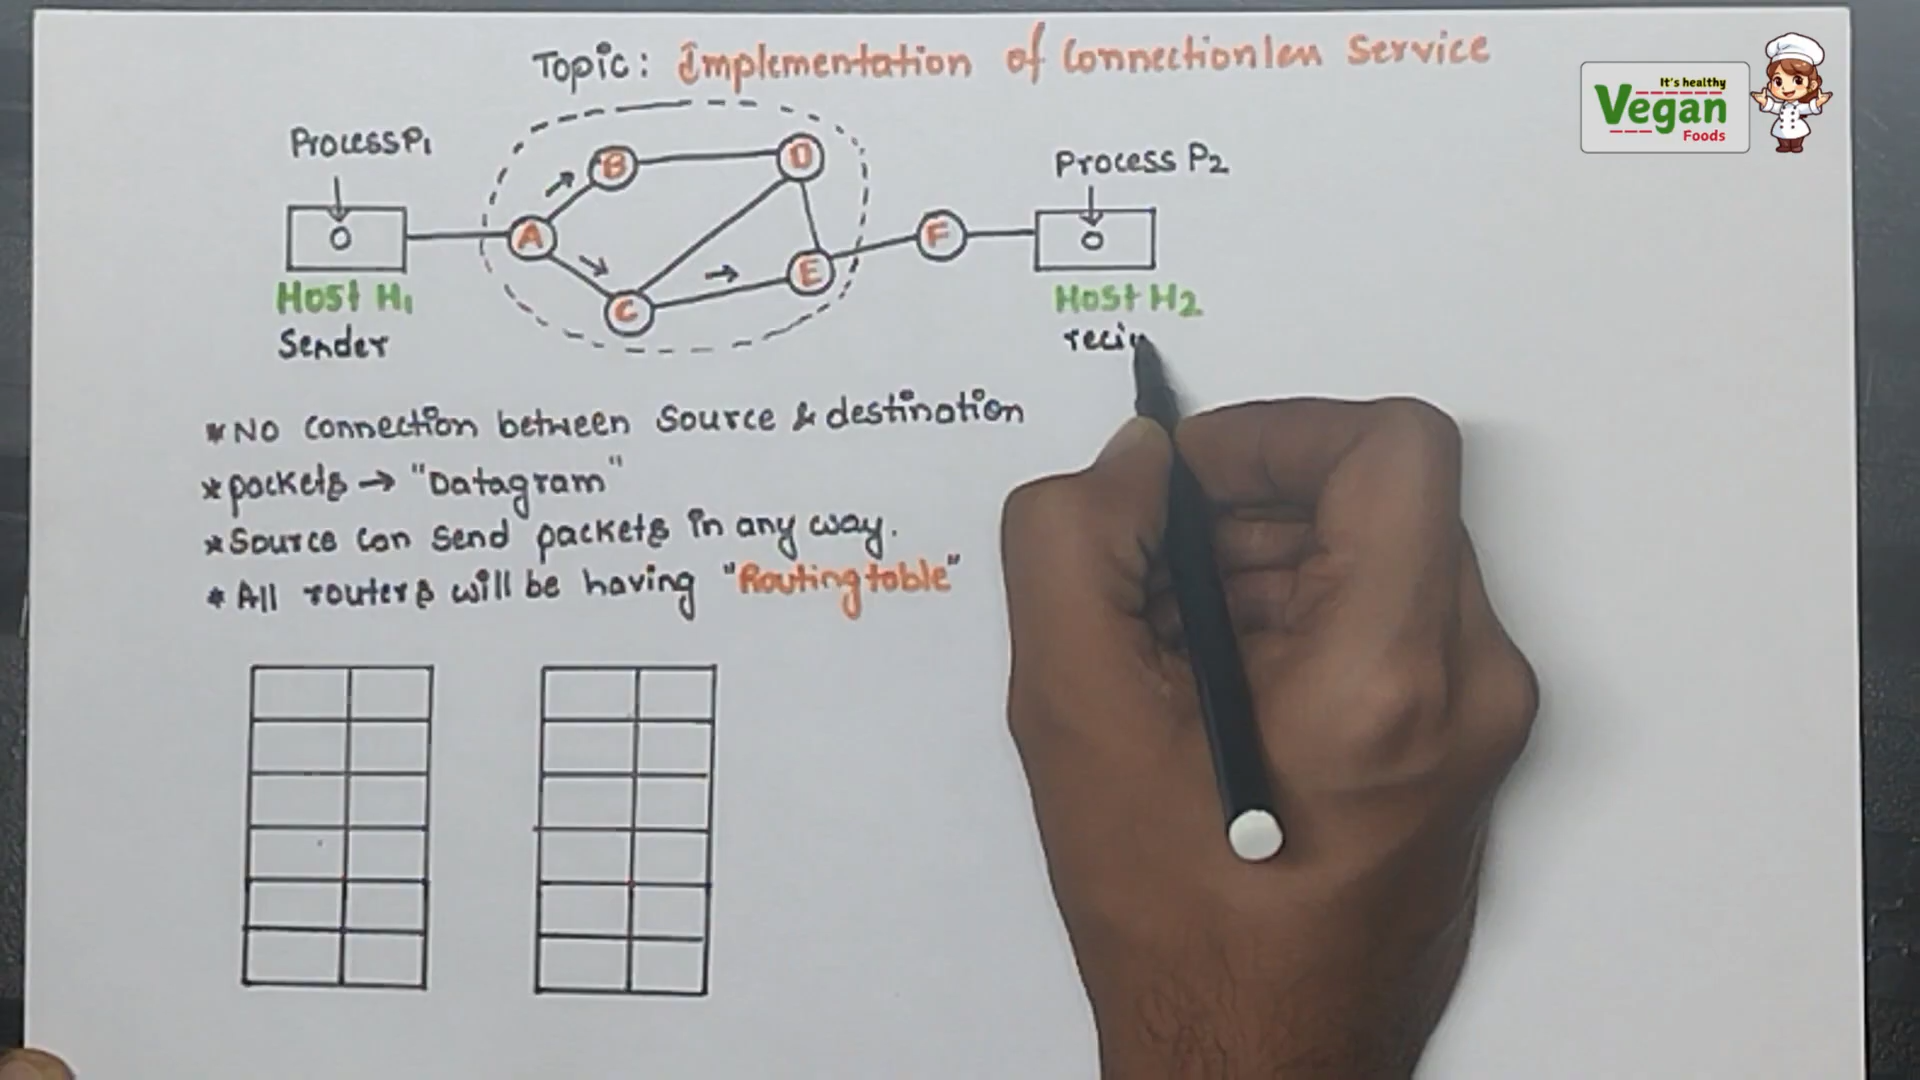 Topic: Implementation of Connectionless Service
It's healthy
Vegan
Foods
Process P1
Process P2
B
D
A
F
E
C
Host H1
Host H2
Sender
reciv
*No connection between Source & destination
*packets → "Datagram"
*Source can send packets in any way.
*All routers will be having "Routing table"